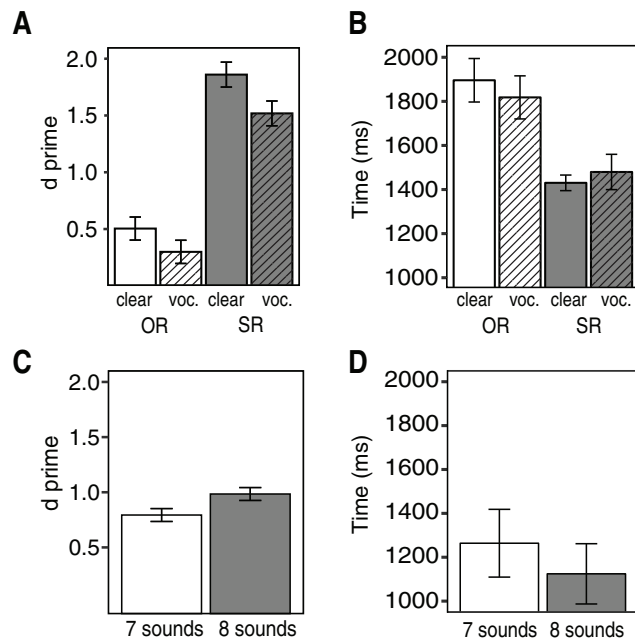 A
d prime
2.0
1.5
1.0
0.5
clear voc. clear voc.
OR SR
B
Time (ms)
2000
1800
1600
1400
1200
1000
clear voc. clear voc.
OR SR
C
d prime
2.0
1.5
1.0
0.5
7 sounds 8 sounds
D
Time (ms)
2000
1800
1600
1400
1200
1000
7 sounds 8 sounds